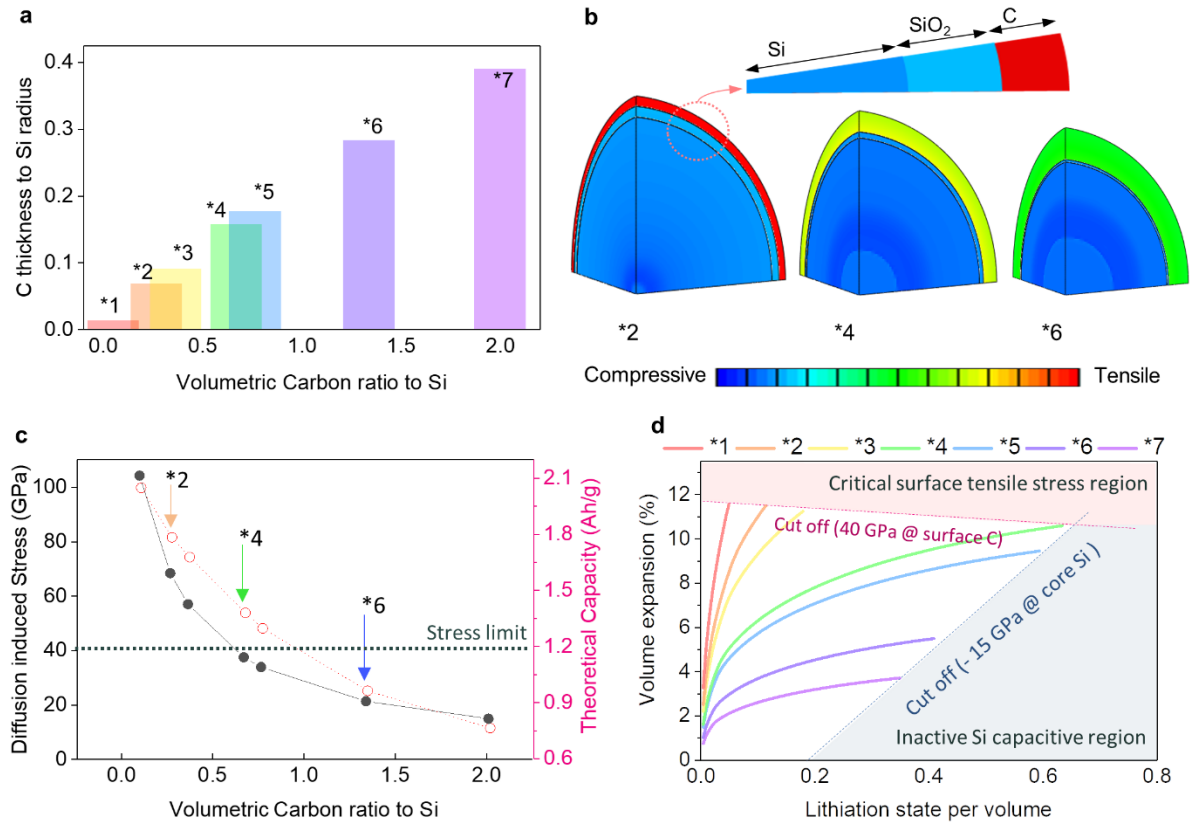 a
C thickness to Si radius
0.4
0.3
0.2
0.1
0.0
*1
*2
*3
*4
*5
*6
*7
0.0 0.5 1.0 1.5 2.0
Volumetric Carbon ratio to Si
b
Si SiO2 C
*2 *4 *6
Compressive Tensile
c
Diffusion induced Stress (GPa)
100
80
60
40
20
0
*2
*4
*6
Stress limit
2.1
1.8
1.5
1.2
0.9
0.6
Theoretical Capacity (Ah/g)
0.0 0.5 1.0 1.5 2.0
Volumetric Carbon ratio to Si
d
*1 *2 *3 *4 *5 *6 *7
Volume expansion (%)
12
10
8
6
4
2
0
Critical surface tensile stress region
Cut off (40 GPa @ surface C)
Cut off (- 15 GPa @ core Si )
Inactive Si capacitive region
0.0 0.2 0.4 0.6 0.8
Lithiation state per volume